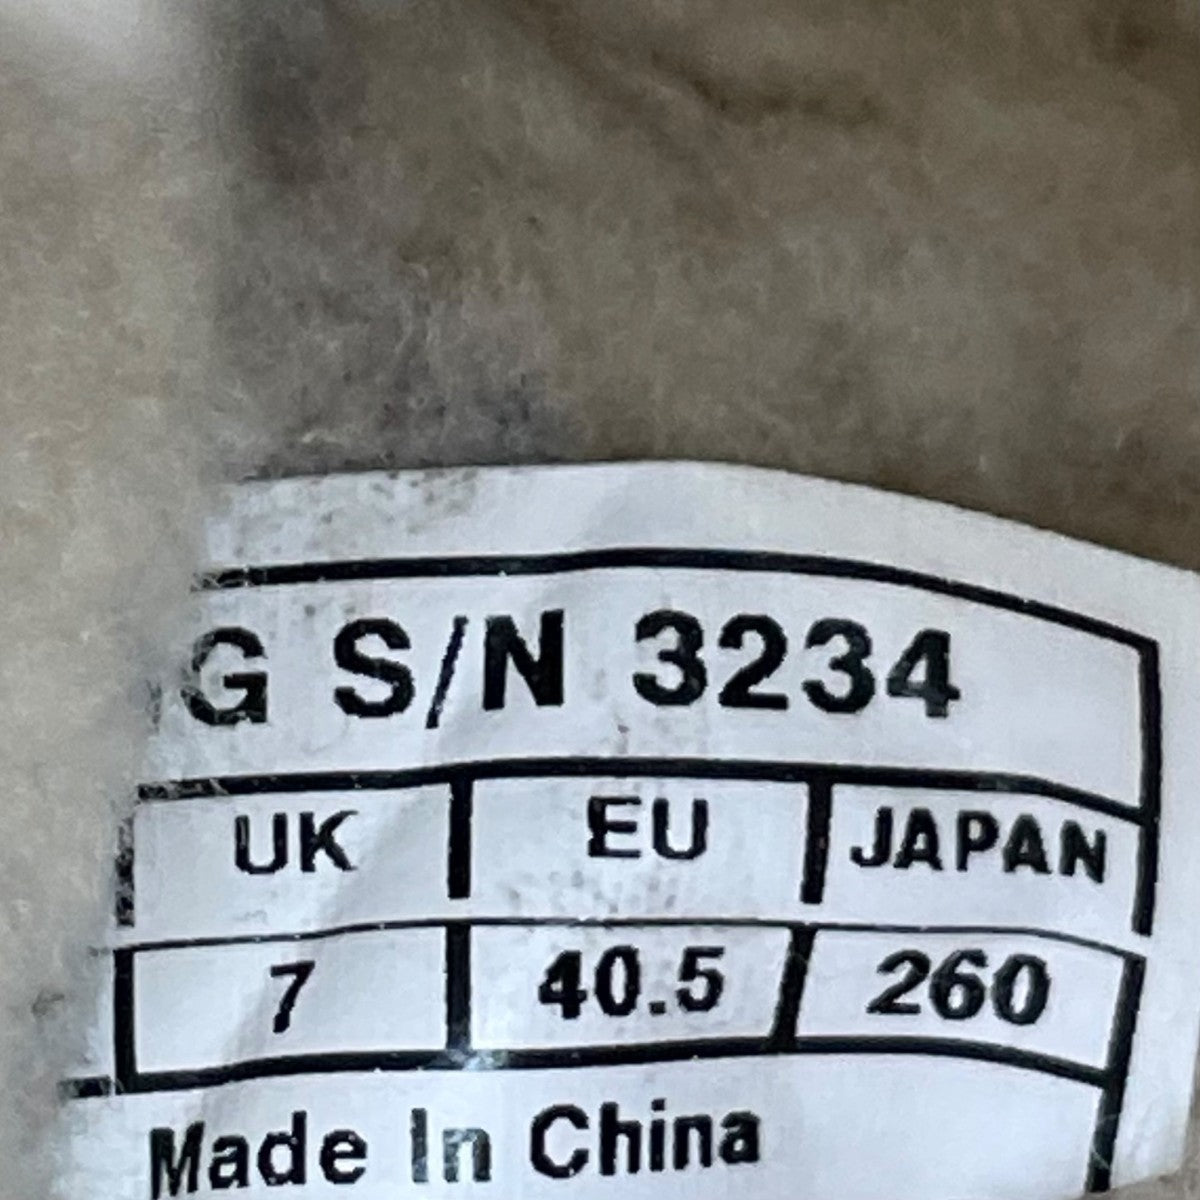 G S/N 3234
UK EU JAPAN
7 40.5 260
Made In China